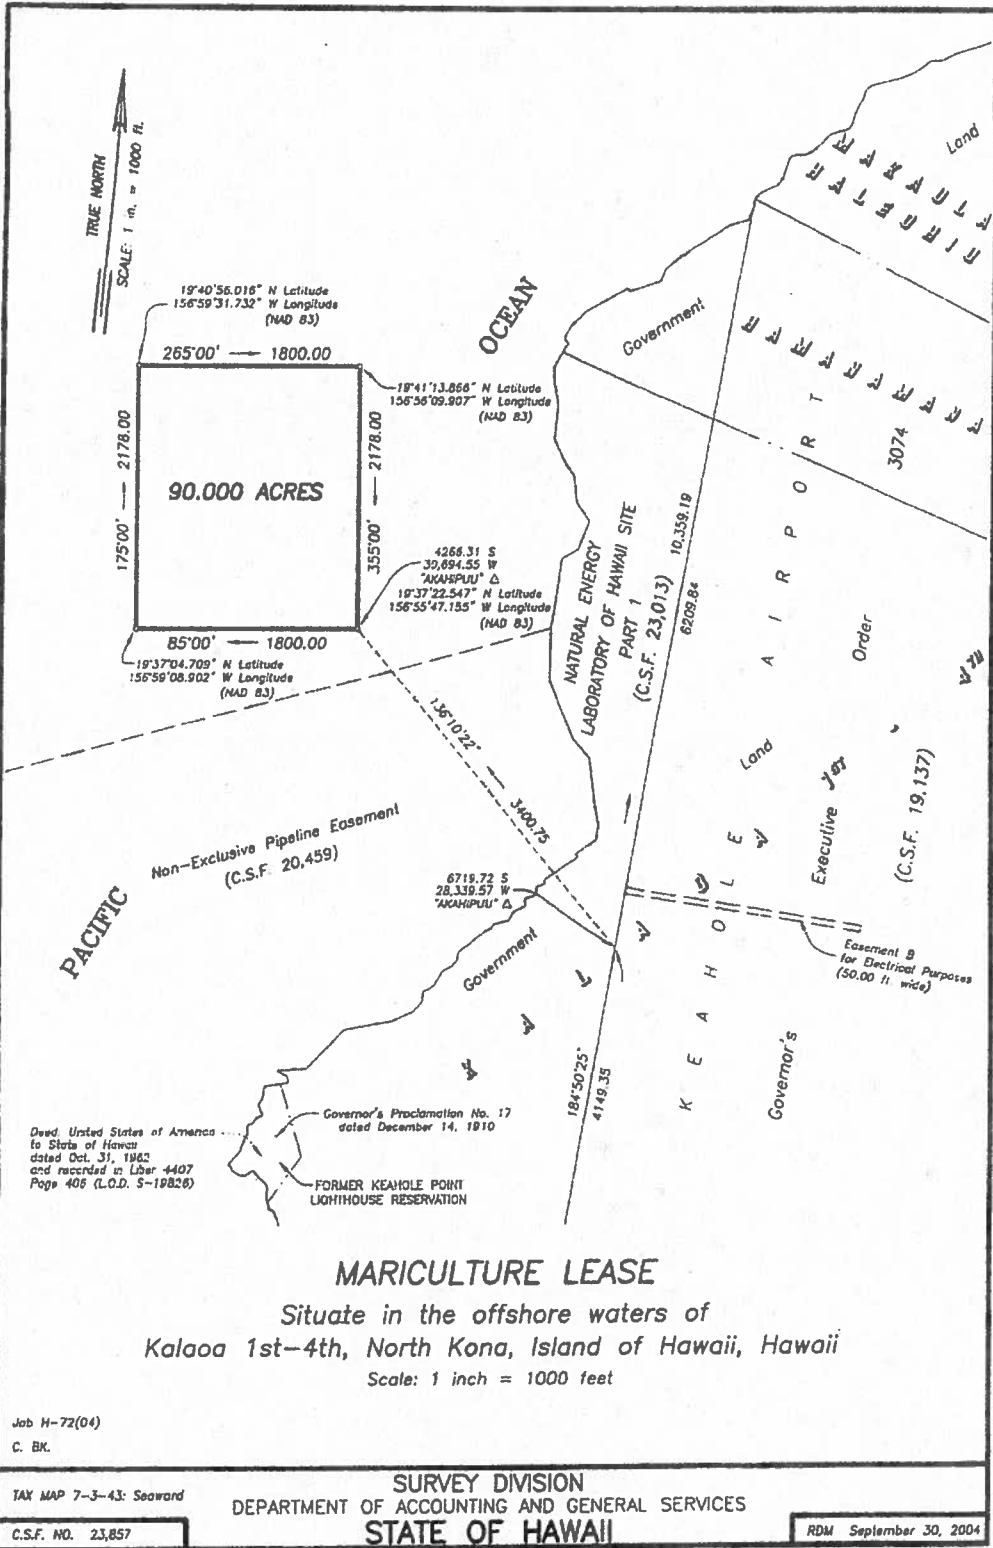 TRUE NORTH
SCALE: 1 in. = 1000 ft.
19°40'56.016" N Latitude
156°59'31.732" W Longitude
(NAD 83)
265°00' 1800.00
19°41'13.866" N Latitude
156°56'09.907" W Longitude
(NAD 83)
175°00' 2178.00
90.000 ACRES
355°00' 2178.00
4266.31 S
30,694.55 W
"AKAHIPUU" Δ
19°37'22.547" N Latitude
156°55'47.155" W Longitude
(NAD 83)
85°00' 1800.00
19°37'04.709" N Latitude
156°59'08.902" W Longitude
(NAD 83)
PACIFIC
OCEAN
Government
Land
MAKAULA
HALEOHIU
HAMANAMANA
3074
NATURAL ENERGY
LABORATORY OF HAWAII SITE
PART 1
(C.S.F. 23,013)
10,359.19
6209.84
KEAHOLE AIRPORT
Governor's
Executive
Order
Land
(C.S.F. 19,137)
136°10'22"
3400.75
Non-Exclusive Pipeline Easement
(C.S.F. 20,459)
6719.72 S
28,339.57 W
"AKAHIPUU" Δ
Government
Easement B
for Electrical Purposes
(50.00 ft. wide)
184°50'25"
4149.35
Governor's Proclamation No. 17
dated December 14, 1910
Deed: United States of America
to State of Hawaii
dated Oct. 31, 1962
and recorded in Liber 4407
Page 406 (L.O.D. S-19826)
FORMER KEAHOLE POINT
LIGHTHOUSE RESERVATION
MARICULTURE LEASE
Situate in the offshore waters of
Kalaoa 1st-4th, North Kona, Island of Hawaii, Hawaii
Scale: 1 inch = 1000 feet
Job H-72(04)
C. BK.
TAX MAP 7-3-43: Seaward
C.S.F. NO. 23,857
SURVEY DIVISION
DEPARTMENT OF ACCOUNTING AND GENERAL SERVICES
STATE OF HAWAII
RDM September 30, 2004